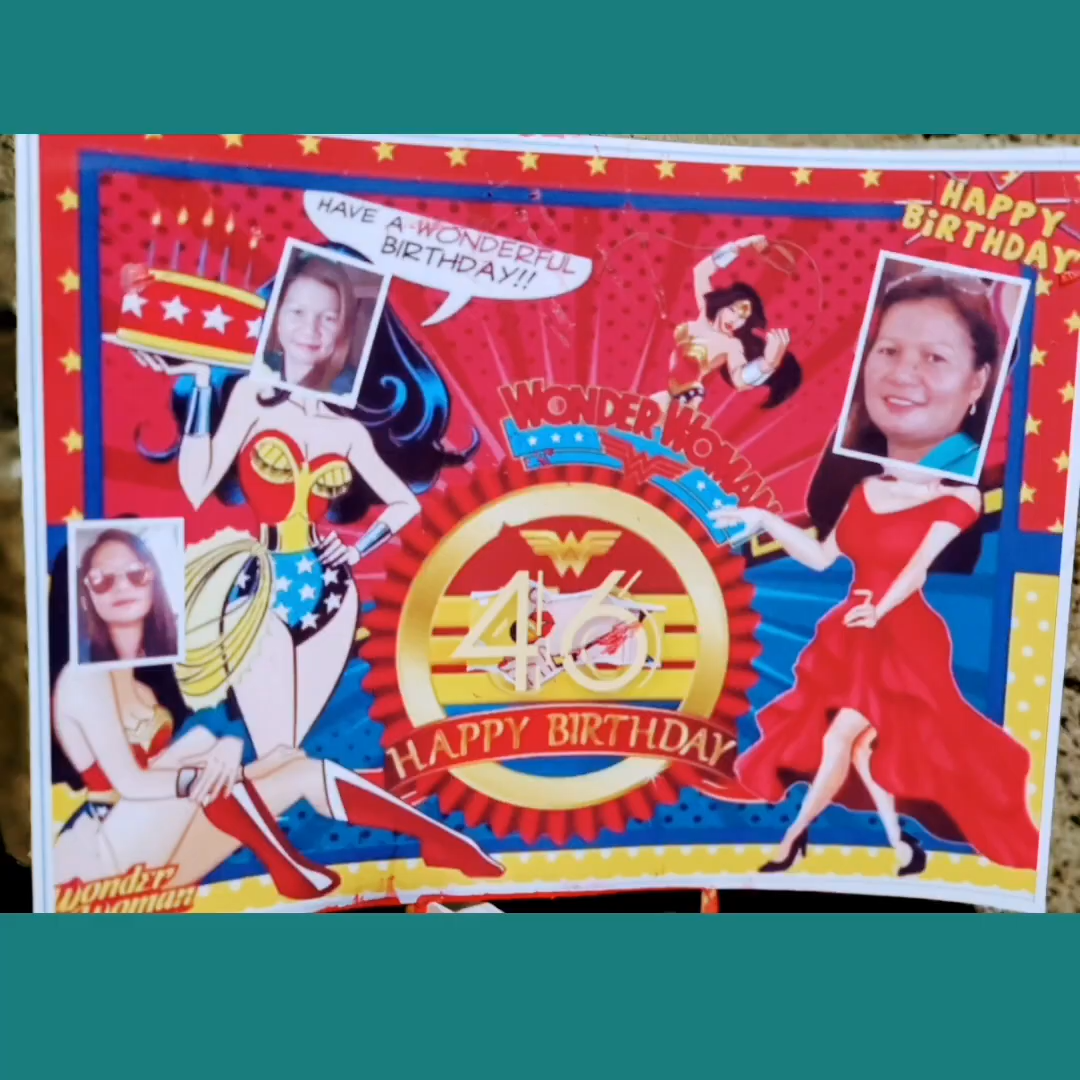 HAVE A WONDERFUL
BIRTHDAY!!
HAPPY
BIRTHDAY
WONDER WOMAN
46
HAPPY BIRTHDAY
wonder
woman